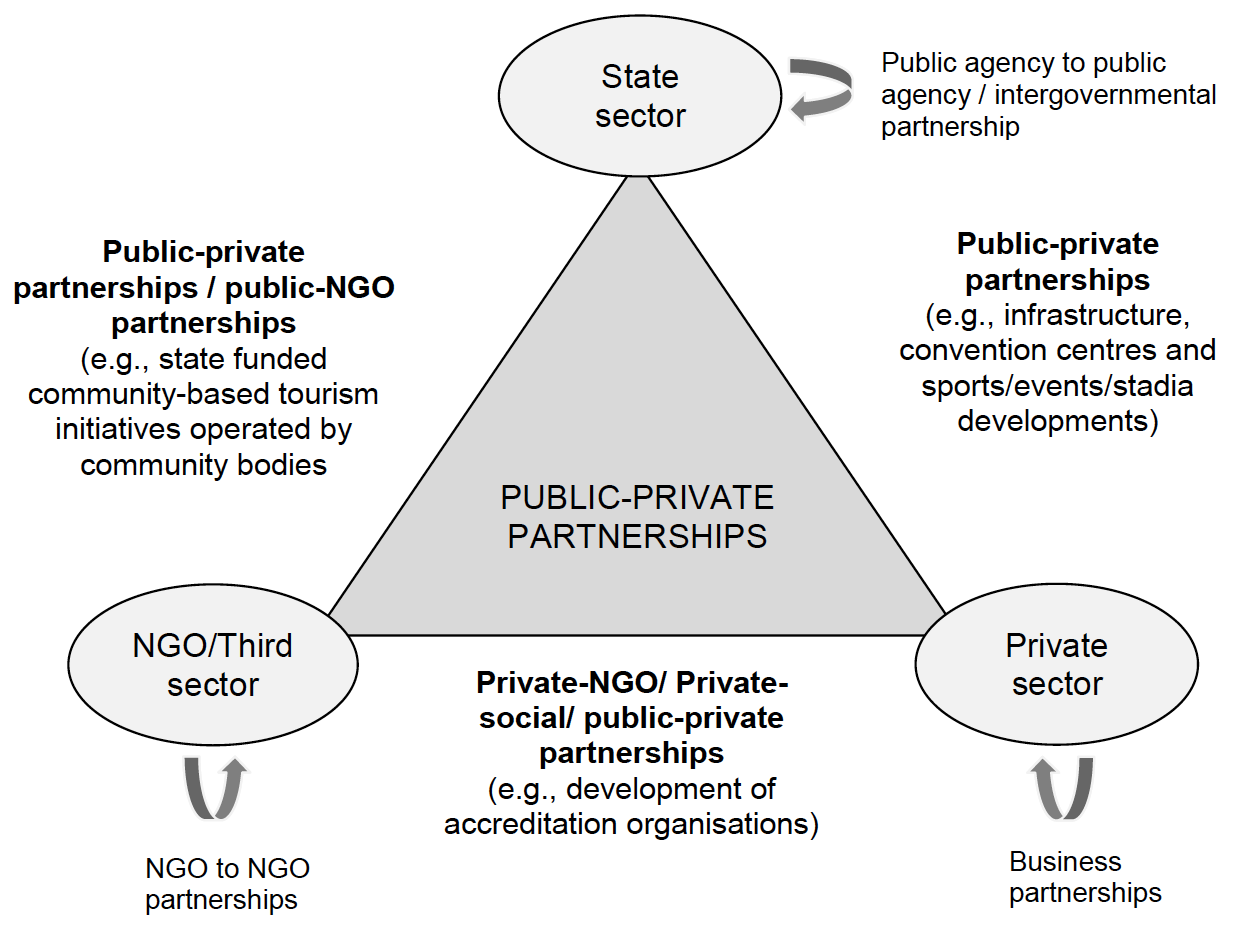 State
sector
Public agency to public
agency / intergovernmental
partnership
Public-private
partnerships / public-NGO
partnerships
(e.g., state funded
community-based tourism
initiatives operated by
community bodies
Public-private
partnerships
(e.g., infrastructure,
convention centres and
sports/events/stadia
developments)
PUBLIC-PRIVATE
PARTNERSHIPS
NGO/Third
sector
Private
sector
Private-NGO/ Private-
social/ public-private
partnerships
(e.g., development of
accreditation organisations)
NGO to NGO
partnerships
Business
partnerships